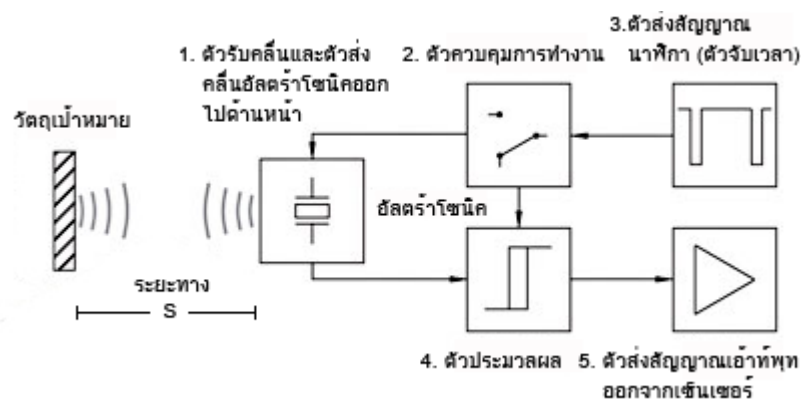 3.ตัวส่งสัญญาณ
นาฬิกา (ตัวจับเวลา)
1. ตัวรับคลื่นและตัวส่ง
คลื่นอัลตร้าโซนิคออก
ไปด้านหน้า
2. ตัวควบคุมการทำงาน
วัตถุเป้าหมาย
อัลตร้าโซนิค
ระยะทาง
S
4. ตัวประมวลผล
5. ตัวส่งสัญญาณเอ้าท์พุท
ออกจากเซ็นเซอร์